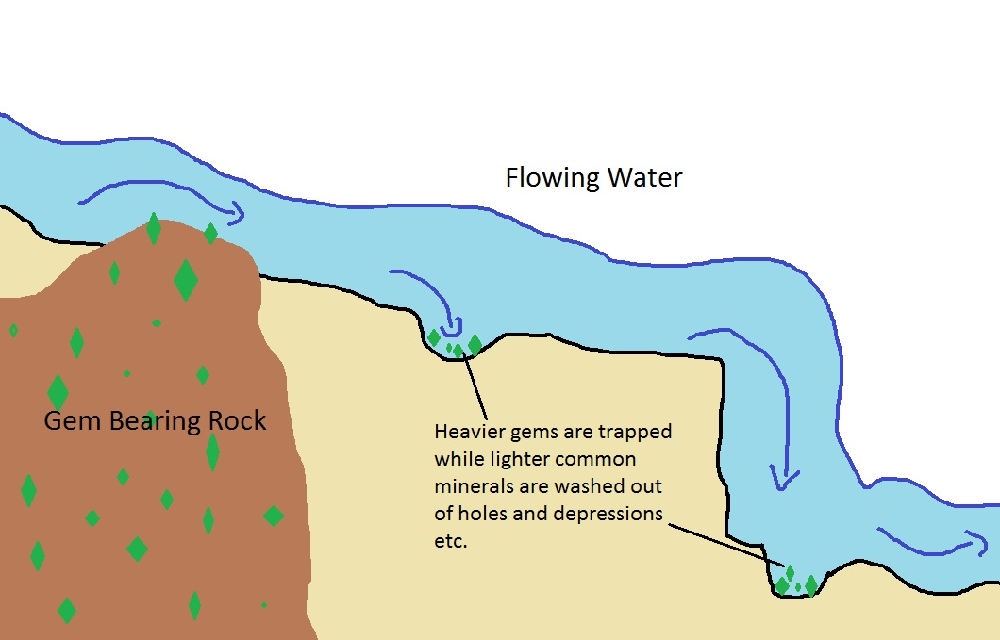 Flowing Water
Gem Bearing Rock
Heavier gems are trapped
while lighter common
minerals are washed out
of holes and depressions
etc.